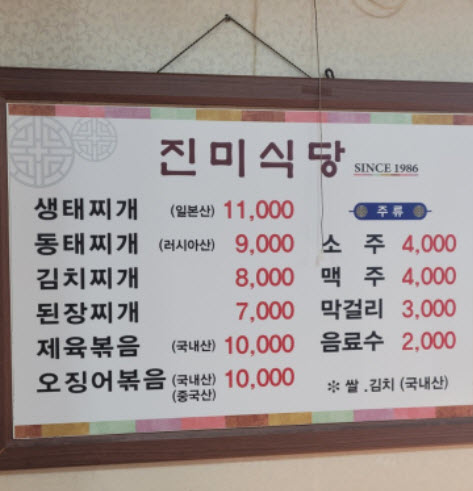 진미식당 SINCE 1986
생태찌개 (일본산) 11,000
동태찌개 (러시아산) 9,000
김치찌개 8,000
된장찌개 7,000
제육볶음 (국내산) 10,000
오징어볶음 (국내산) 10,000
(중국산)
주류
소 주 4,000
맥 주 4,000
막걸리 3,000
음료수 2,000
※ 쌀 .김치 (국내산)